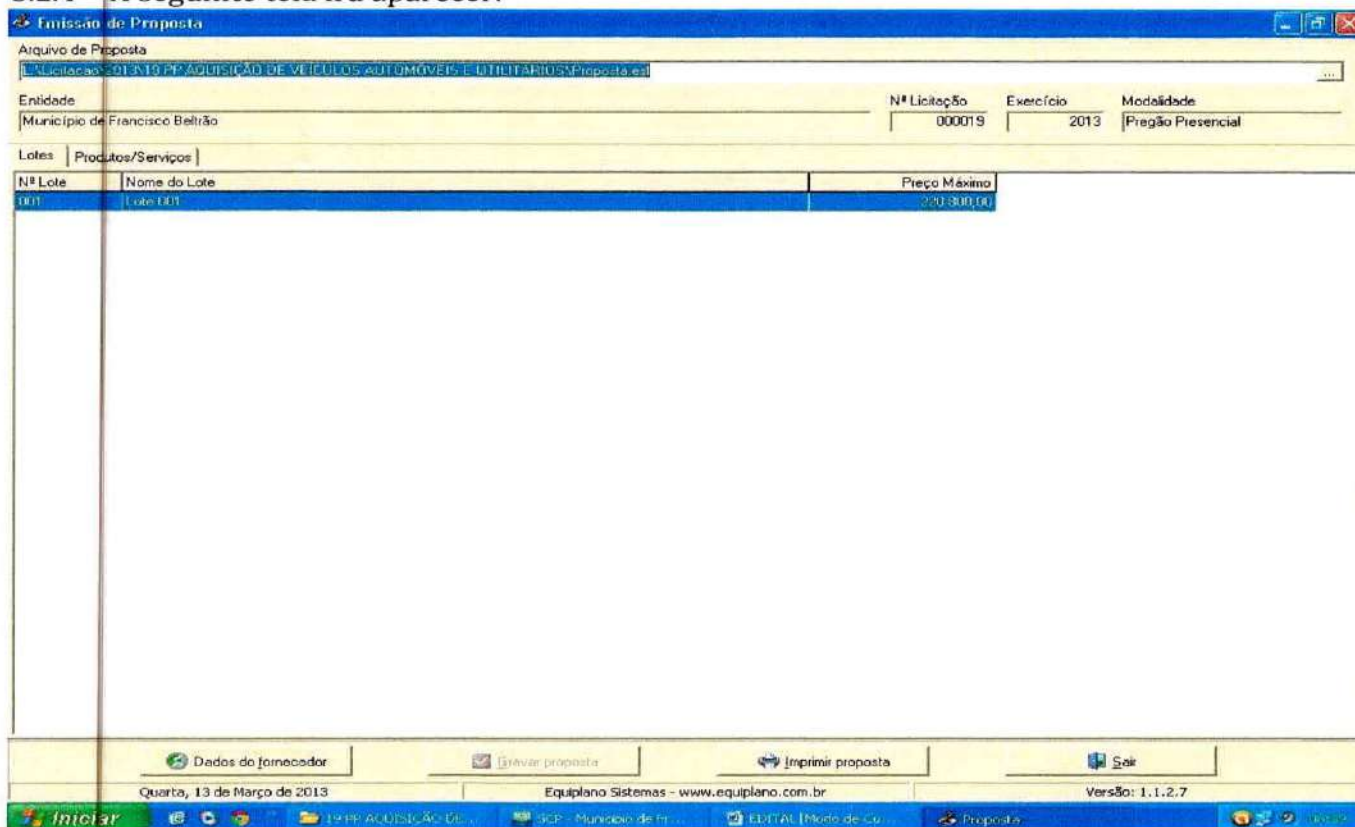 A seguinte tela irá aparecer:
Emissão de Proposta
Arquivo de Proposta
L:\Licitacao\2013\19 PP AQUISIÇÃO DE VEÍCULOS AUTOMÓVEIS E UTILITÁRIOS\Proposta.esl
...
Entidade Nº Licitação Exercício Modalidade
Município de Francisco Beltrão 000019 2013 Pregão Presencial
Lotes Produtos/Serviços
Nº Lote Nome do Lote Preço Máximo
001 Lote 001 220.800,00
Dados do fornecedor Gravar proposta Imprimir proposta Sair
Quarta, 13 de Março de 2013 Equiplano Sistemas - www.equiplano.com.br Versão: 1.1.2.7
Iniciar 19 PP AQUISIÇÃO DE ... SCP - Município de Fr... EDITAL [Modo de Co... Proposta